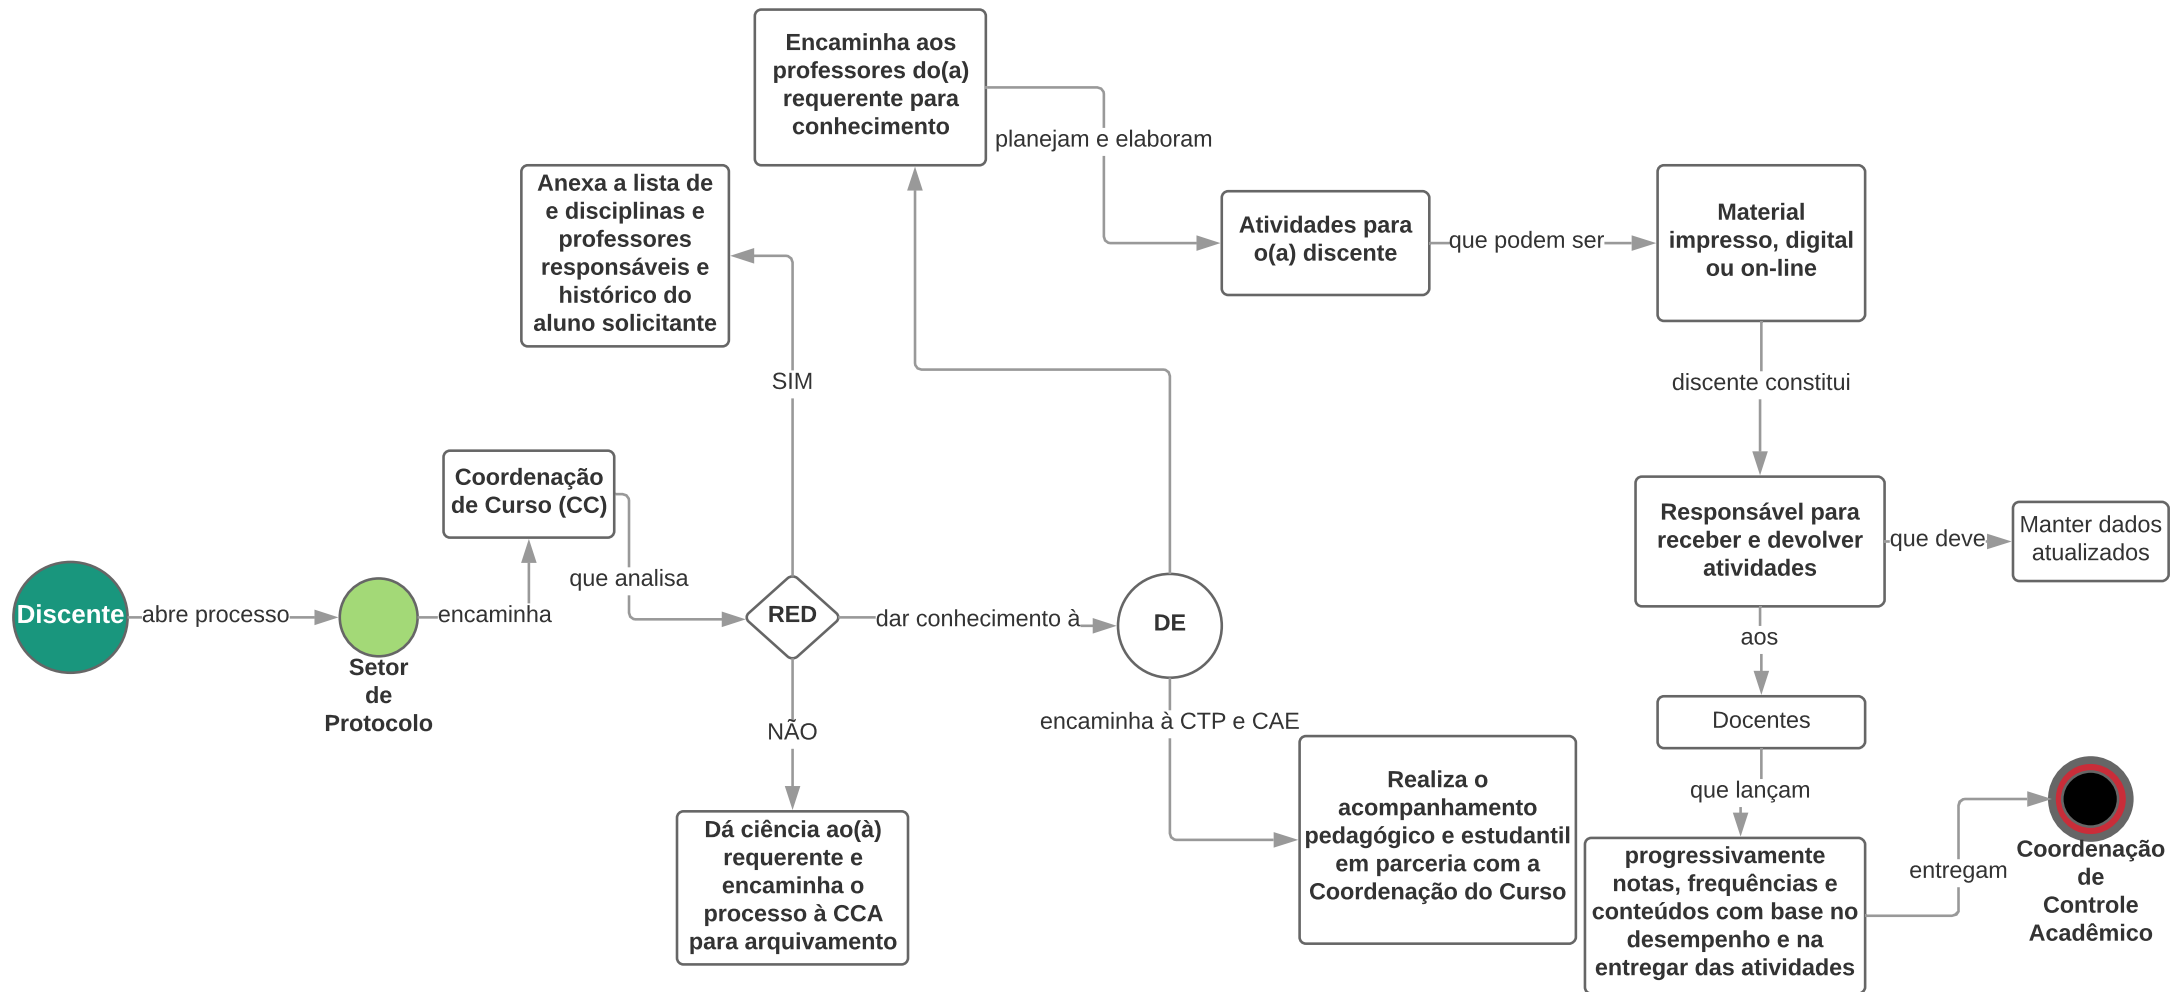 Encaminha aos
professores do(a)
requerente para
conhecimento
planejam e elaboram
Anexa a lista de
e disciplinas e
professores
responsáveis e
histórico do
aluno solicitante
Atividades para
o(a) discente
que podem ser
Material
impresso, digital
ou on-line
SIM
discente constitui
Coordenação
de Curso (CC)
que analisa
Responsável para
receber e devolver
atividades
que deve
Manter dados
atualizados
Discente
abre processo
Setor
de
Protocolo
encaminha
RED
dar conhecimento à
DE
aos
NÃO
encaminha à CTP e CAE
Docentes
que lançam
Dá ciência ao(à)
requerente e
encaminha o
processo à CCA
para arquivamento
Realiza o
acompanhamento
pedagógico e estudantil
em parceria com a
Coordenação do Curso
progressivamente
notas, frequências e
conteúdos com base no
desempenho e na
entregar das atividades
entregam
Coordenação
de
Controle
Acadêmico